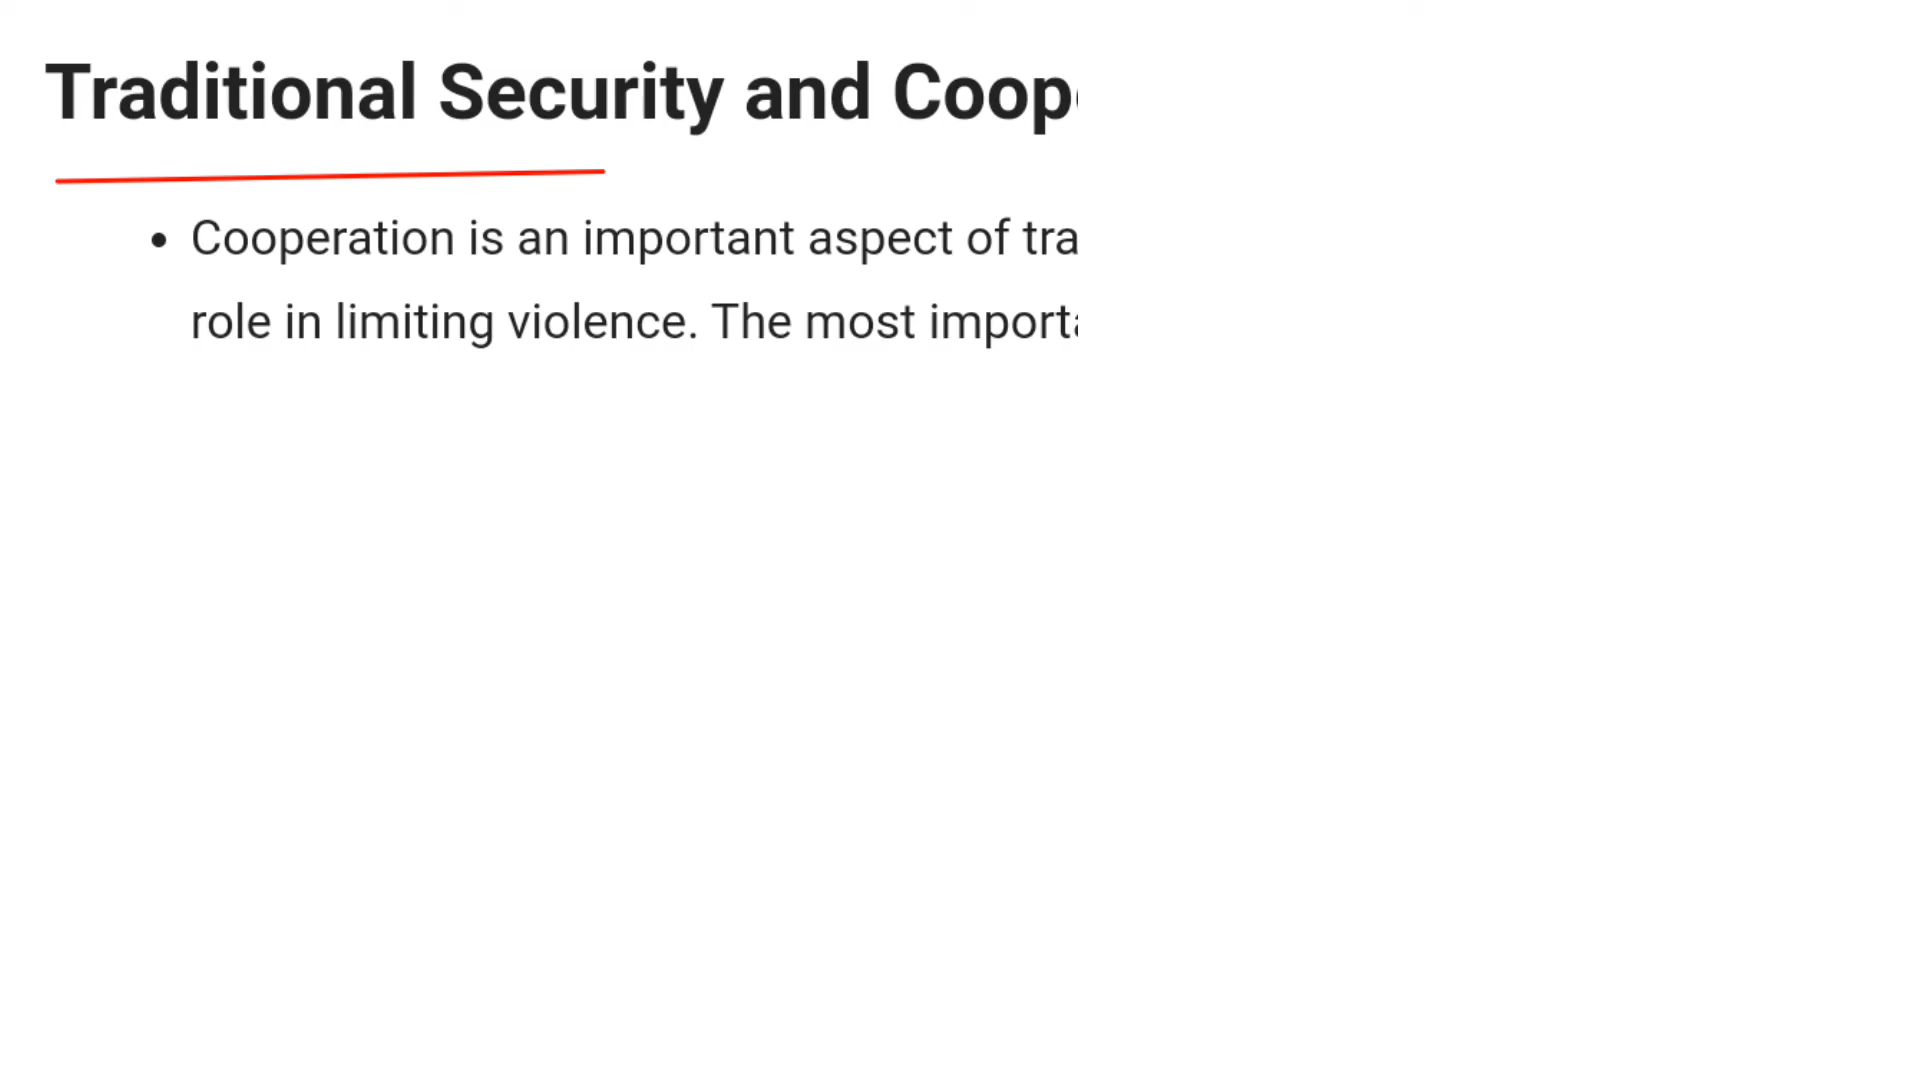 Traditional Security and Coop
• Cooperation is an important aspect of tra
role in limiting violence. The most import